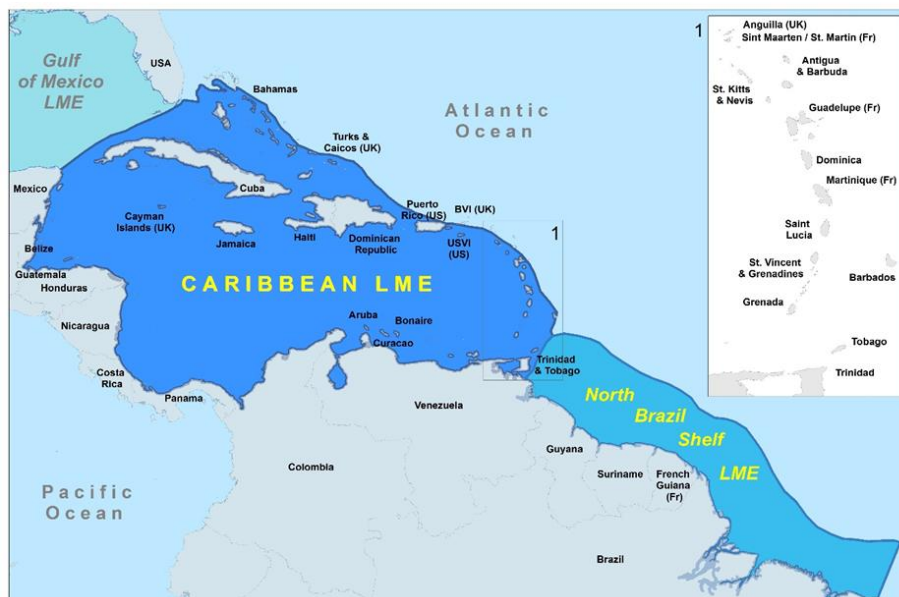 Gulf
of Mexico
LME
USA
Bahamas
Atlantic
Ocean
Turks &
Caicos (UK)
Mexico
Cuba
Puerto
Rico (US)
BVI (UK)
Cayman
Islands (UK)
Jamaica
Haiti
Dominican
Republic
USVI
(US)
1
Belize
Guatemala
Honduras
CARIBBEAN LME
Nicaragua
Aruba
Bonaire
Curacao
Costa
Rica
Panama
Trinidad
& Tobago
Venezuela
North
Brazil
Shelf
LME
Guyana
Suriname
French
Guiana
(Fr)
Colombia
Pacific
Ocean
Brazil
1
Anguilla (UK)
Sint Maarten / St. Martin (Fr)
Antigua
& Barbuda
St. Kitts
& Nevis
Guadelupe (Fr)
Dominica
Martinique (Fr)
Saint
Lucia
St. Vincent
& Grenadines
Barbados
Grenada
Tobago
Trinidad